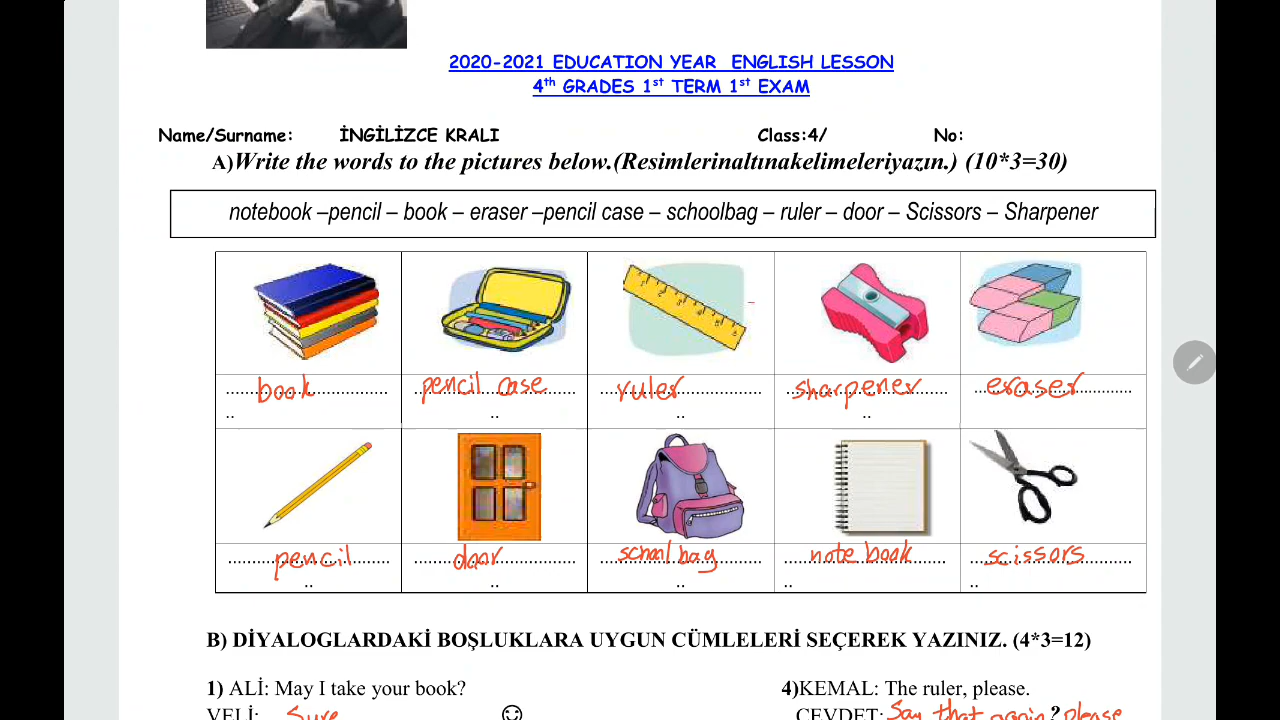 2020-2021 EDUCATION YEAR ENGLISH LESSON
4th GRADES 1st TERM 1st EXAM
Name/Surname: İNGİLİZCE KRALI Class:4/ No:
A)Write the words to the pictures below.(Resimlerinaltınakelimeleriyazın.) (10*3=30)
notebook –pencil – book – eraser –pencil case – schoolbag – ruler – door – Scissors – Sharpener
book pencil case ruler sharpener eraser
pencil door school bag note book scissors
B) DİYALOGLARDAKİ BOŞLUKLARA UYGUN CÜMLELERİ SEÇEREK YAZINIZ. (4*3=12)
1) ALİ: May I take your book? 4)KEMAL: The ruler, please.
VELİ: Sure CEVDET: Say that again? please